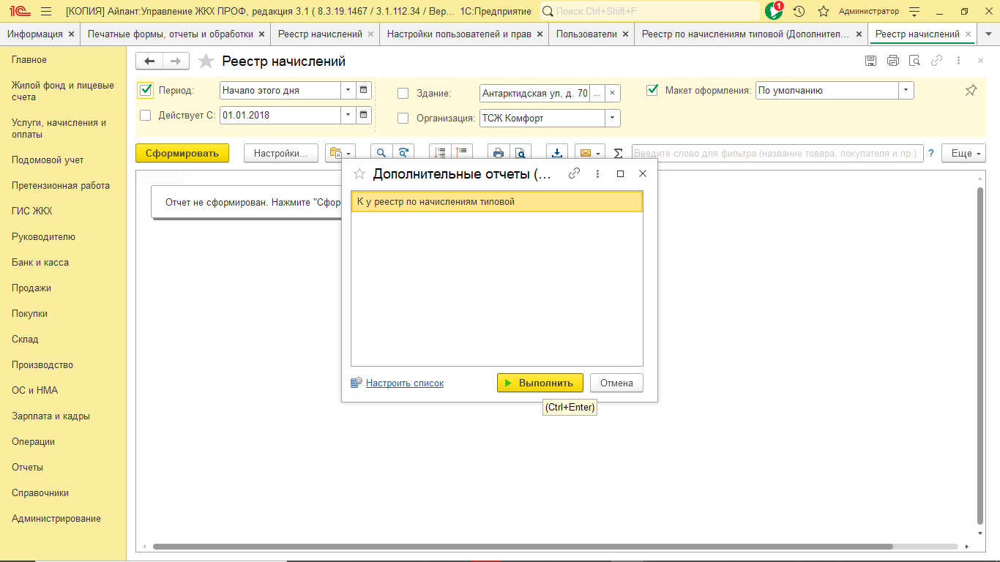 [КОПИЯ] Айлант:Управление ЖКХ ПРОФ, редакция 3.1 ( 8.3.19.1467 / 3.1.112.34 / Вер... 1С:Предприятие Поиск Ctrl+Shift+F 1 Администратор
Информация Печатные формы, отчеты и обработки Реестр начислений Настройки пользователей и прав Пользователи Реестр по начислениям типовой (Дополнител... Реестр начислений
Главное
Жилой фонд и лицевые
счета
Услуги, начисления и
оплаты
Подомовой учет
Претензионная работа
ГИС ЖКХ
Руководителю
Банк и касса
Продажи
Покупки
Склад
Производство
ОС и НМА
Зарплата и кадры
Операции
Отчеты
Справочники
Администрирование
Реестр начислений
Период: Начало этого дня Здание: Антарктидская ул, д. 70 ... Макет оформления: По умолчанию
Действует С: 01.01.2018 Организация: ТСЖ Комфорт
Сформировать Настройки... Σ Введите слово для фильтра (название товара, покупателя и пр.) ? Еще
Отчет не сформирован. Нажмите "Сфор
Дополнительные отчеты (...
К у реестр по начислениям типовой
Настроить список Выполнить Отмена
(Ctrl+Enter)